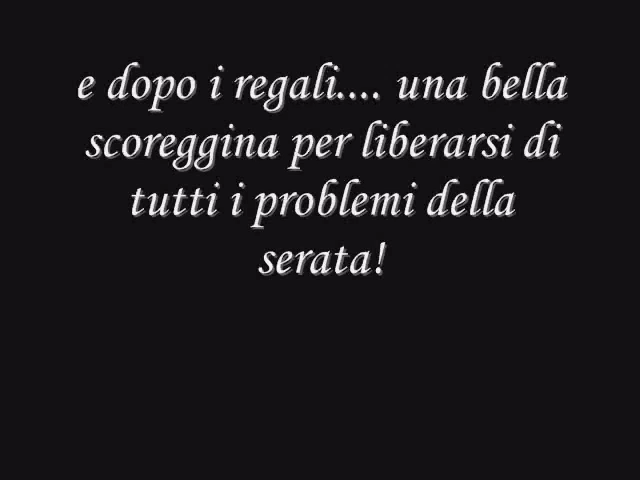 e dopo i regali.... una bella
scoreggina per liberarsi di
tutti i problemi della
serata!